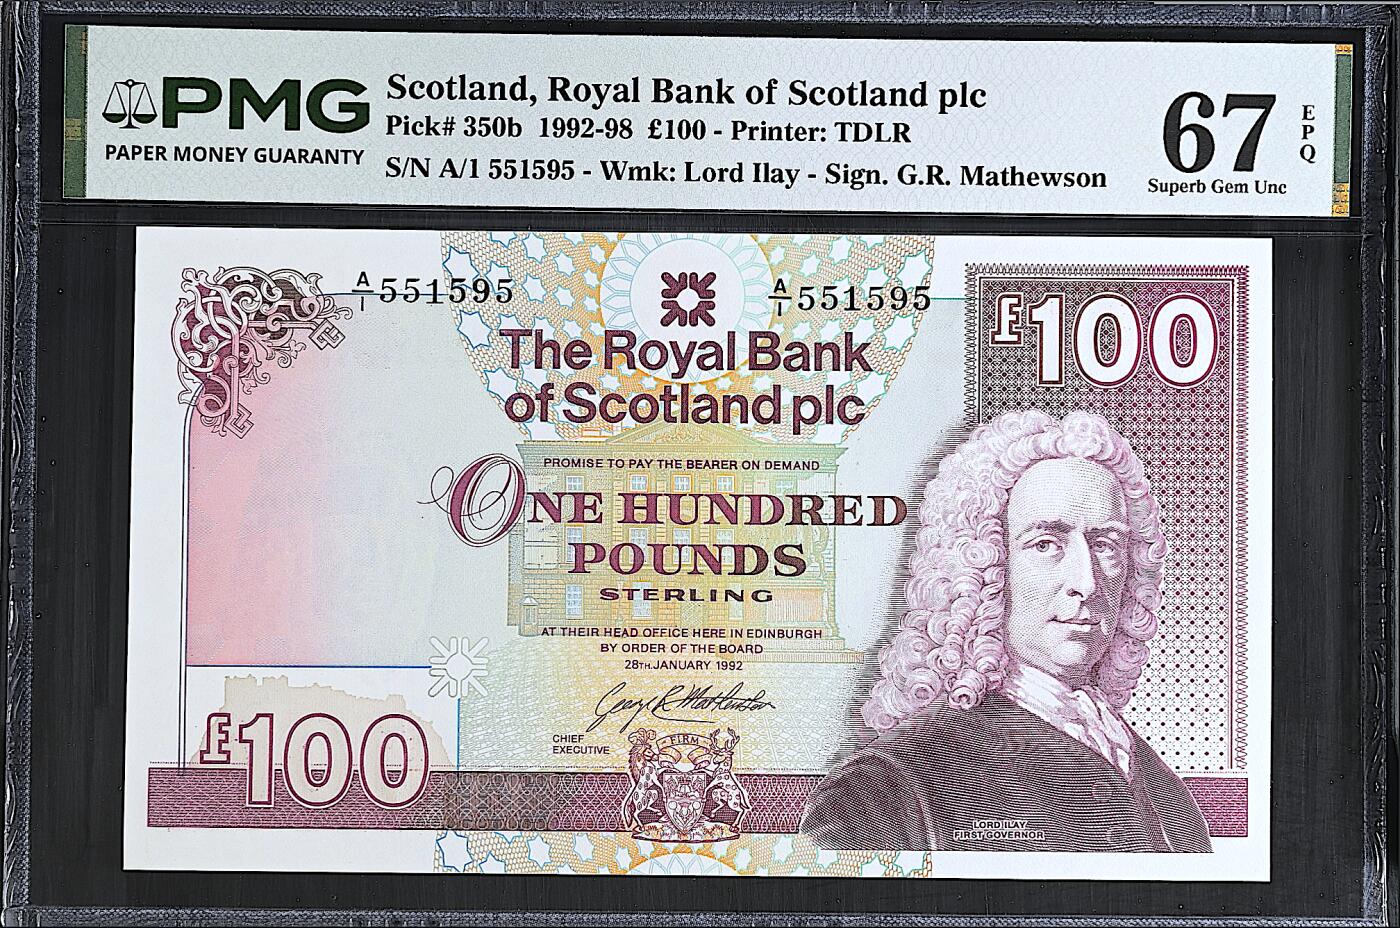 PMG
PAPER MONEY GUARANTY
Scotland, Royal Bank of Scotland plc
Pick# 350b 1992-98 £100 - Printer: TDLR
S/N A/1 551595 - Wmk: Lord Ilay - Sign. G.R. Mathewson
67
EPQ
Superb Gem Unc
A/1 551595
A/1 551595
The Royal Bank
of Scotland plc
£100
PROMISE TO PAY THE BEARER ON DEMAND
ONE HUNDRED
POUNDS
STERLING
AT THEIR HEAD OFFICE HERE IN EDINBURGH
BY ORDER OF THE BOARD
28TH. JANUARY 1992
George R Mathewson
CHIEF
EXECUTIVE
FIRM
£100
LORD ILAY
FIRST GOVERNOR